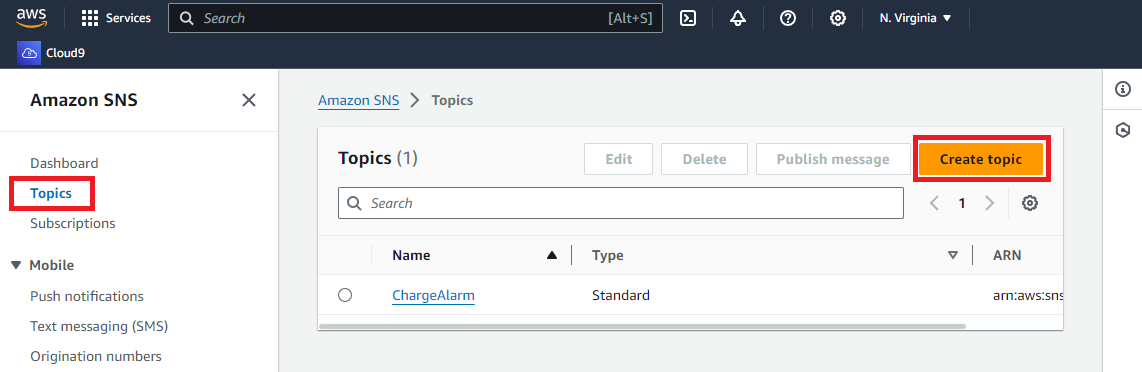 aws Services Search [Alt+S] N. Virginia
Cloud9
Amazon SNS
Amazon SNS Topics
Dashboard
Topics
Subscriptions
Mobile
Push notifications
Text messaging (SMS)
Origination numbers
Topics (1) Edit Delete Publish message Create topic
Search 1
Name Type ARN
ChargeAlarm Standard arn:aws:sns